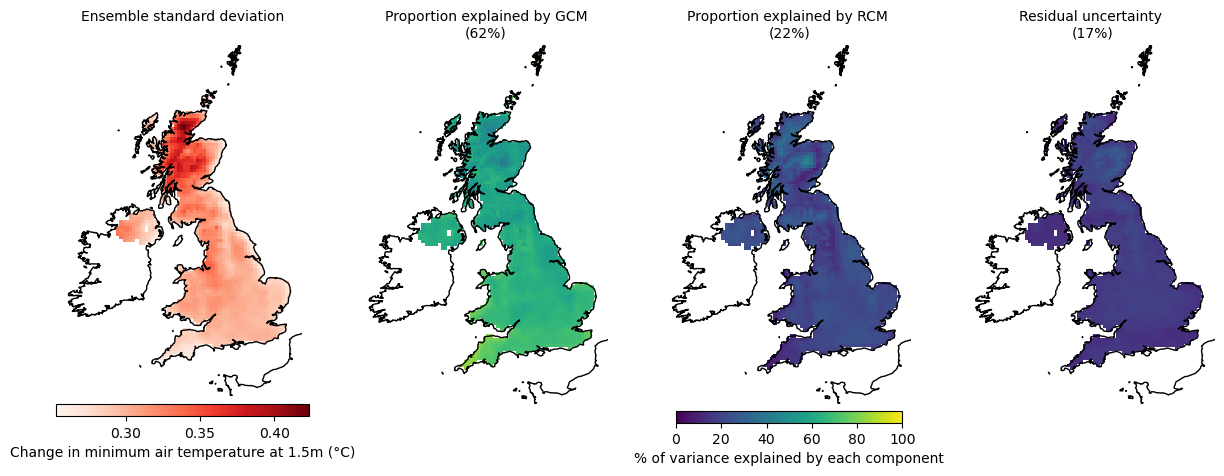 Ensemble standard deviation
Proportion explained by GCM
(62%)
Proportion explained by RCM
(22%)
Residual uncertainty
(17%)
0.30 0.35 0.40
Change in minimum air temperature at 1.5m (°C)
0 20 40 60 80 100
% of variance explained by each component